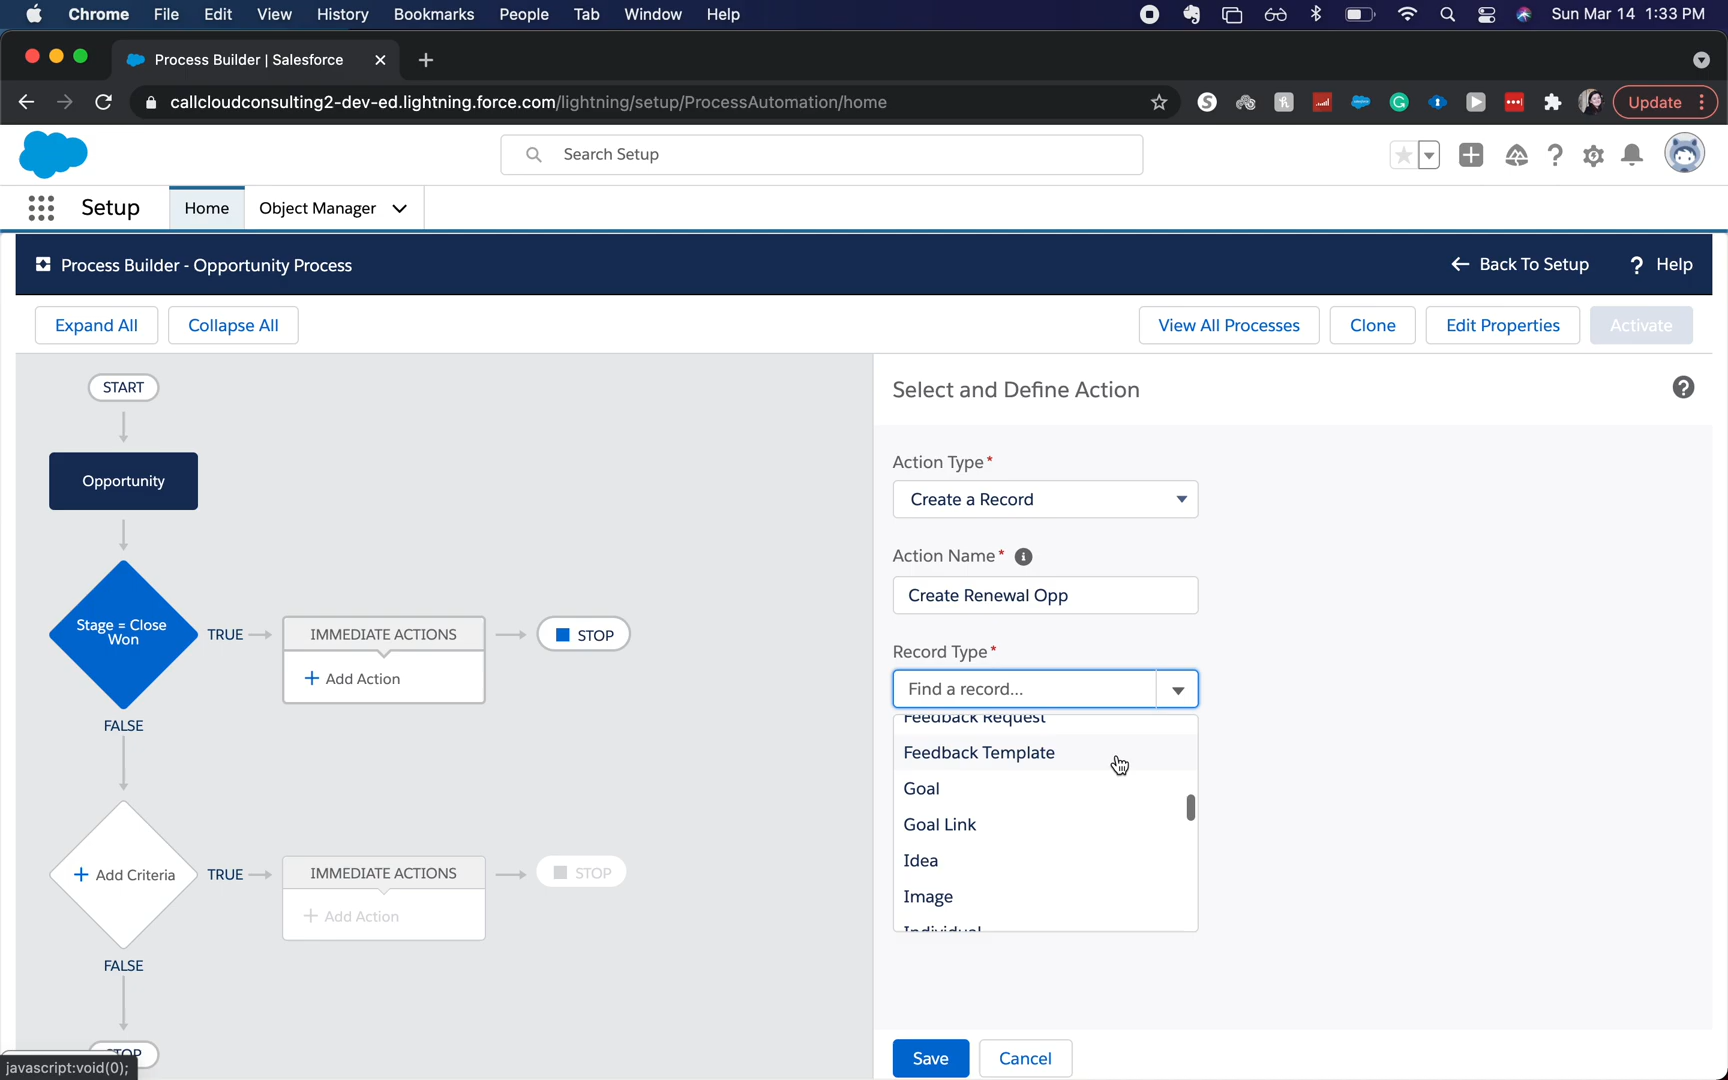 Chrome File Edit View History Bookmarks People Tab Window Help Sun Mar 14 1:33 PM
Process Builder | Salesforce
callcloudconsulting2-dev-ed.lightning.force.com/lightning/setup/ProcessAutomation/home Update
Search Setup
Setup Home Object Manager
Process Builder - Opportunity Process Back To Setup ? Help
Expand All Collapse All View All Processes Clone Edit Properties Activate
START
Select and Define Action
Opportunity
Action Type*
Create a Record
Action Name*
Create Renewal Opp
Stage = Close
Won
TRUE
IMMEDIATE ACTIONS
STOP
+ Add Action
FALSE
Record Type*
Find a record...
Feedback Request
Feedback Template
Goal
Goal Link
Idea
Image
Individual
+ Add Criteria
TRUE
IMMEDIATE ACTIONS
STOP
+ Add Action
FALSE
STOP
Save Cancel
javascript:void(0);